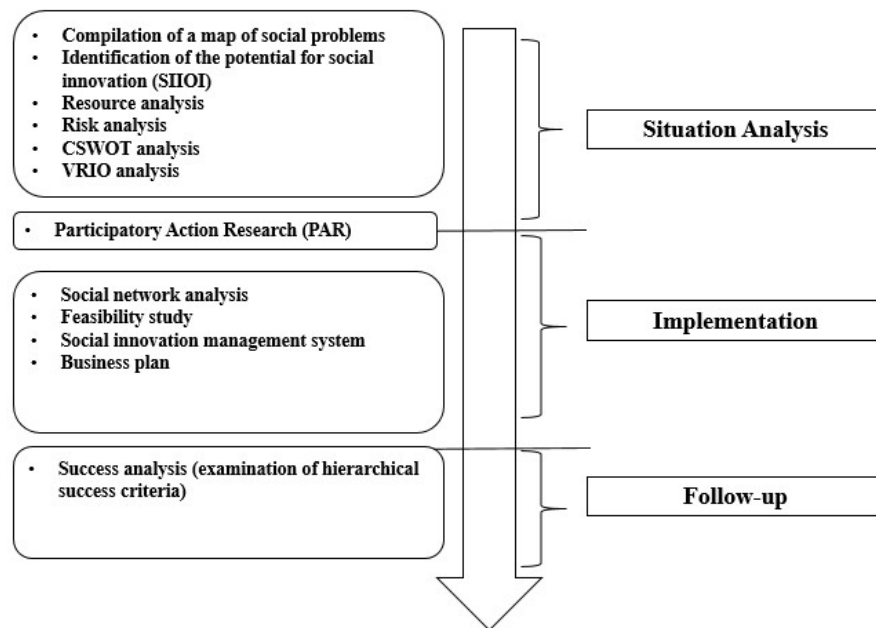 • Compilation of a map of social problems
• Identification of the potential for social
innovation (SIIOI)
• Resource analysis
• Risk analysis
• CSWOT analysis
• VRIO analysis
Situation Analysis
• Participatory Action Research (PAR)
• Social network analysis
• Feasibility study
• Social innovation management system
• Business plan
Implementation
• Success analysis (examination of hierarchical
success criteria)
Follow-up